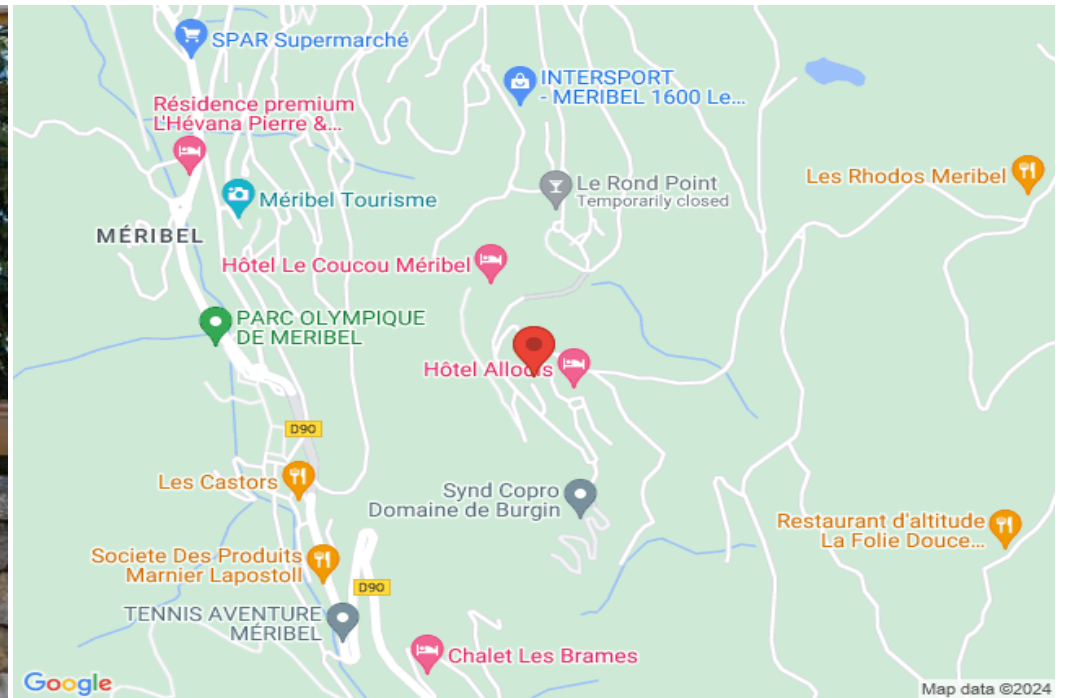 SPAR Supermarché
INTERSPORT
- MERIBEL 1600 Le...
Résidence premium
L'Hévana Pierre &...
Les Rhodos Meribel
Le Rond Point
Temporarily closed
Méribel Tourisme
MÉRIBEL
Hôtel Le Coucou Méribel
PARC OLYMPIQUE
DE MERIBEL
Hôtel Allodis
D90
Les Castors
Synd Copro
Domaine de Burgin
Restaurant d'altitude
La Folie Douce...
Societe Des Produits
Marnier Lapostoll
D90
TENNIS AVENTURE
MÉRIBEL
Chalet Les Brames
Google
Map data ©2024